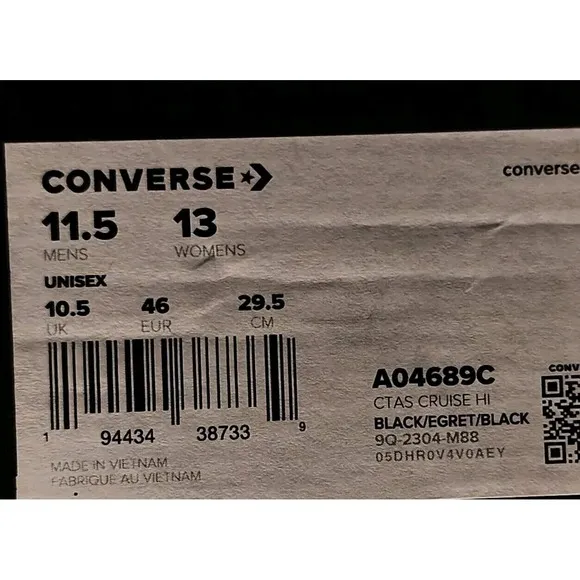 CONVERSE
converse
11.5 13
MENS WOMENS
UNISEX
10.5 46 29.5
UK EUR CM
1 94434 38733 9
MADE IN VIETNAM
FABRIQUE AU VIETNAM
A04689C
CTAS CRUISE HI
BLACK/EGRET/BLACK
9Q-2304-M88
05DHR0V4V0AEY
CONV